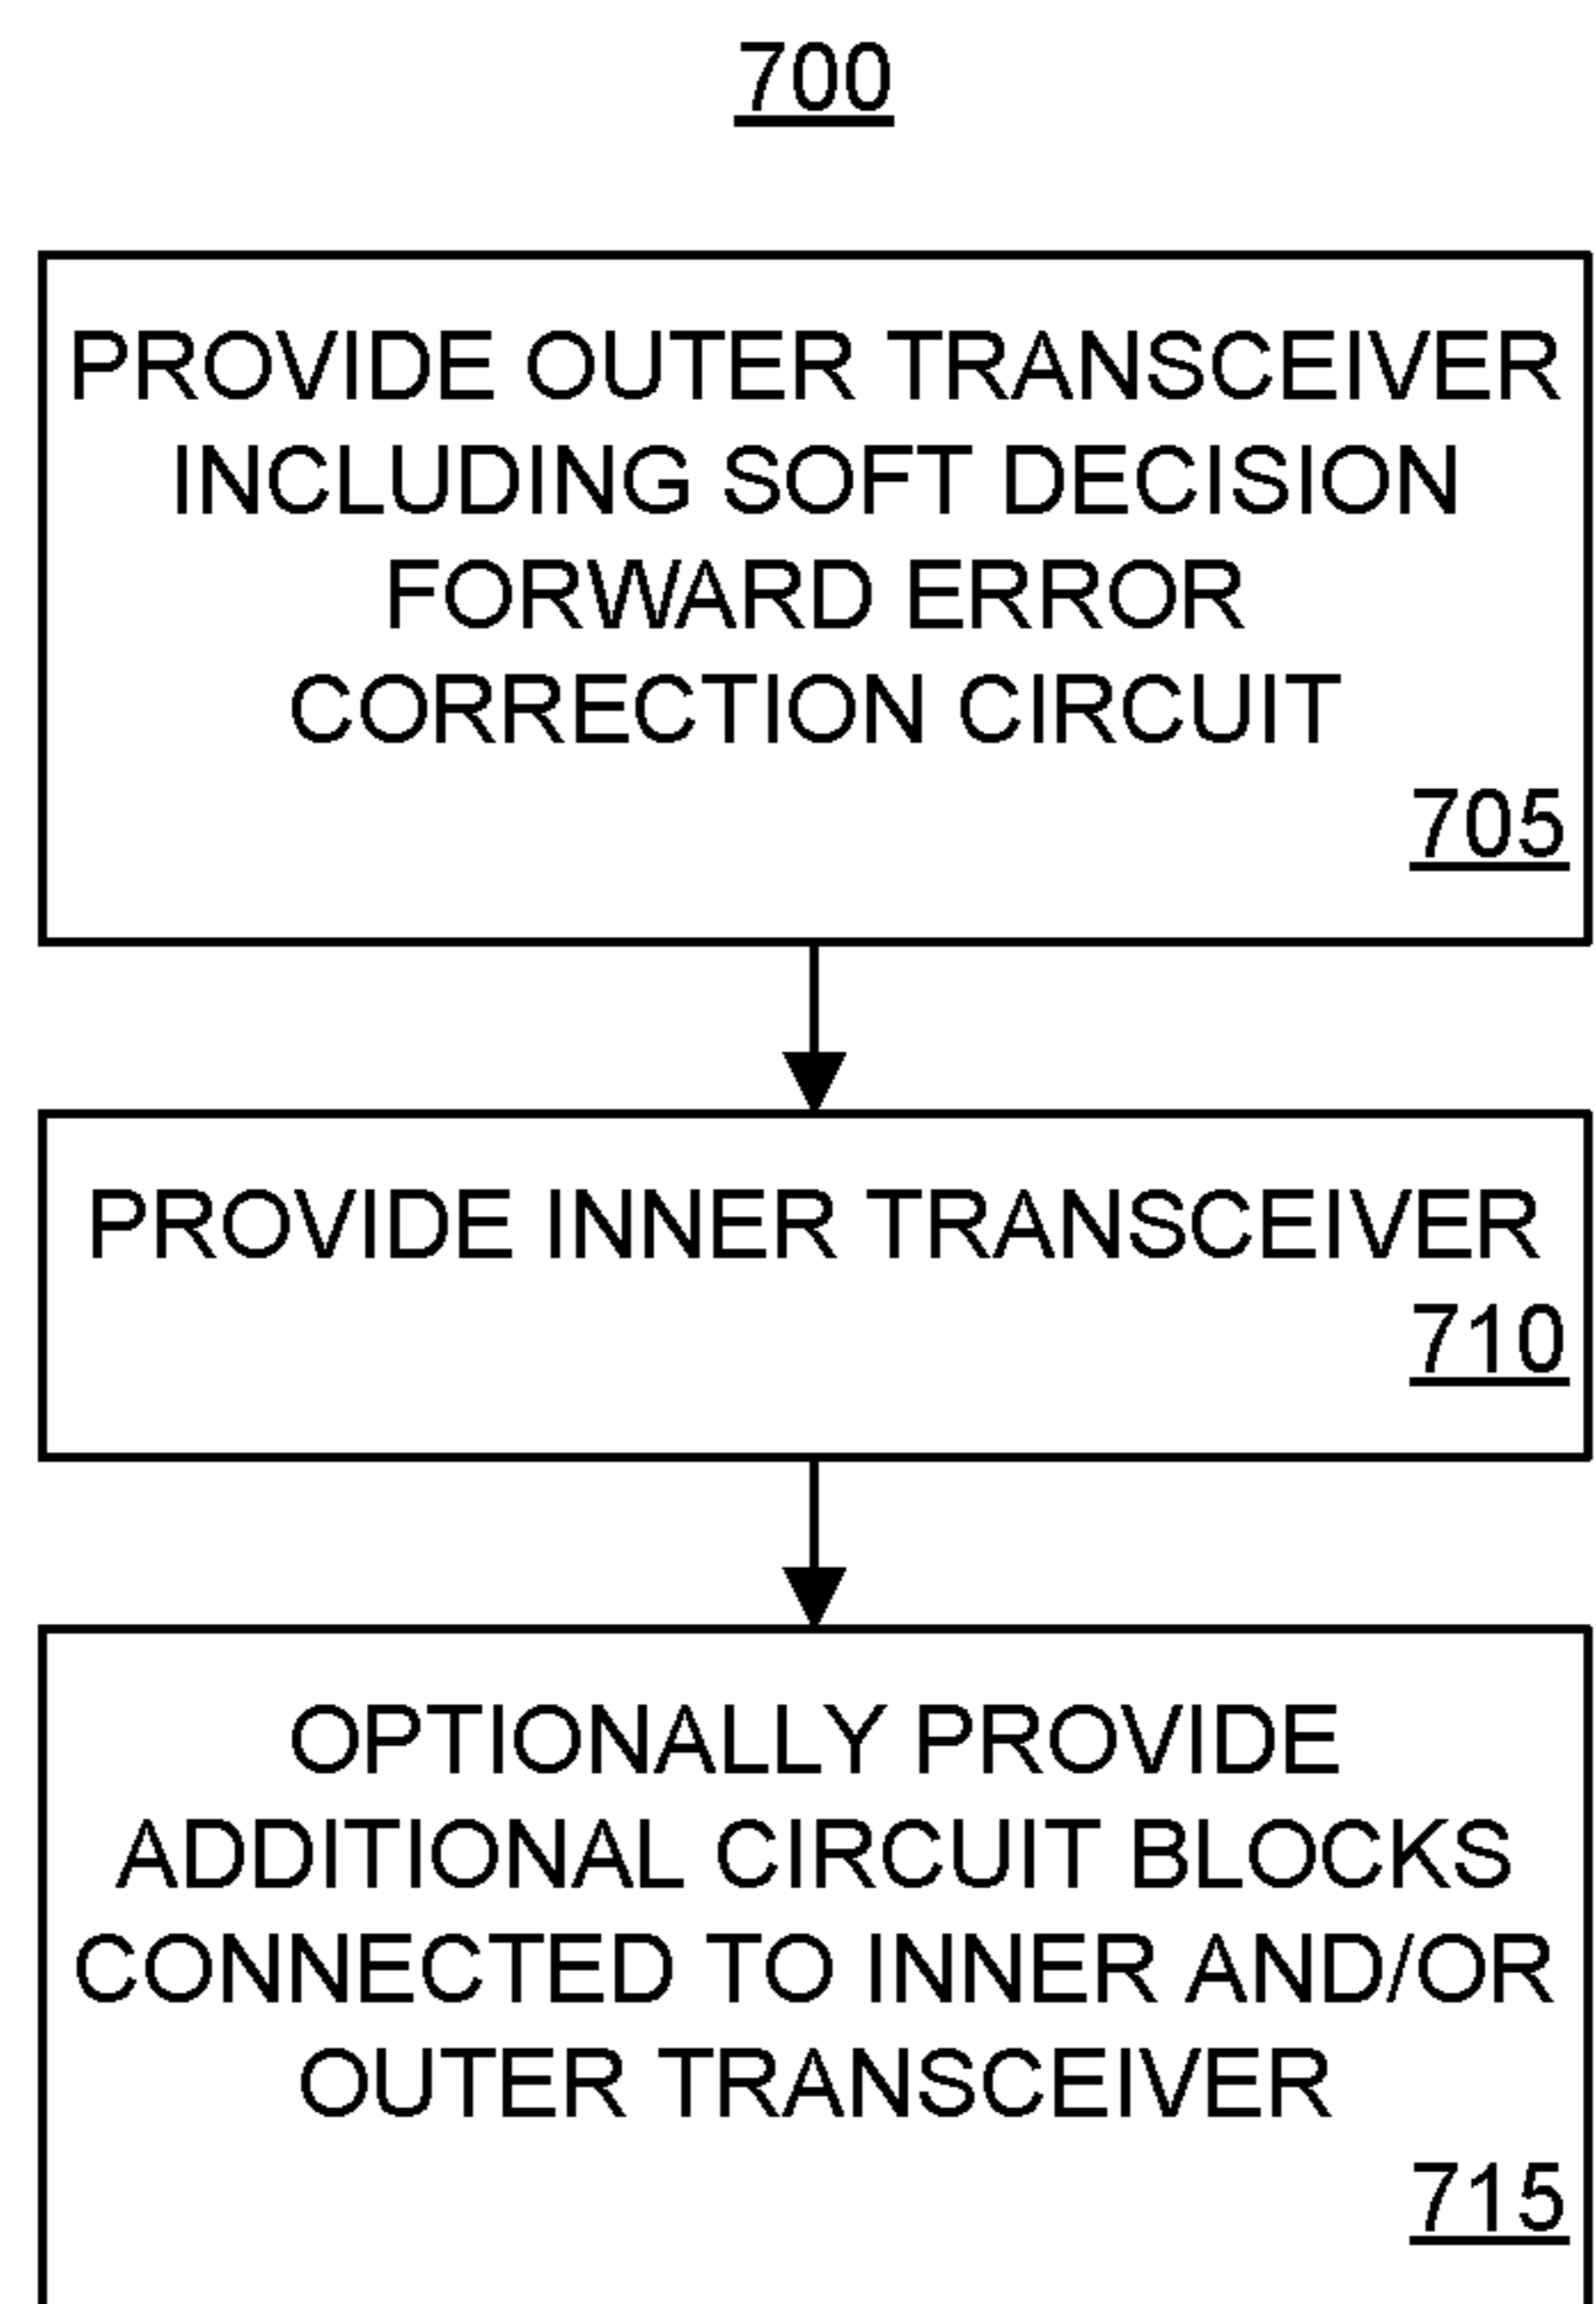 700
PROVIDE OUTER TRANSCEIVER
INCLUDING SOFT DECISION
FORWARD ERROR
CORRECTION CIRCUIT
705
PROVIDE INNER TRANSCEIVER
710
OPTIONALLY PROVIDE
ADDITIONAL CIRCUIT BLOCKS
CONNECTED TO INNER AND/OR
OUTER TRANSCEIVER
715